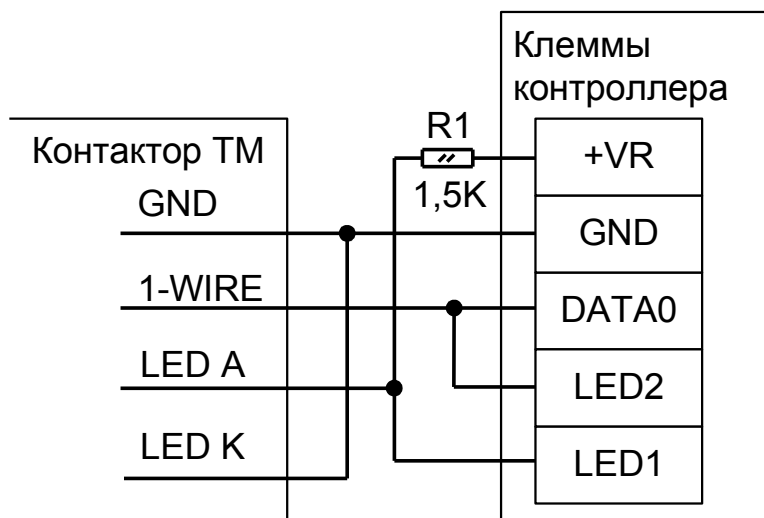 Клеммы
контроллера
R1
Контактор ТМ
+VR
1,5K
GND
GND
1-WIRE
DATA0
LED A
LED2
LED K
LED1